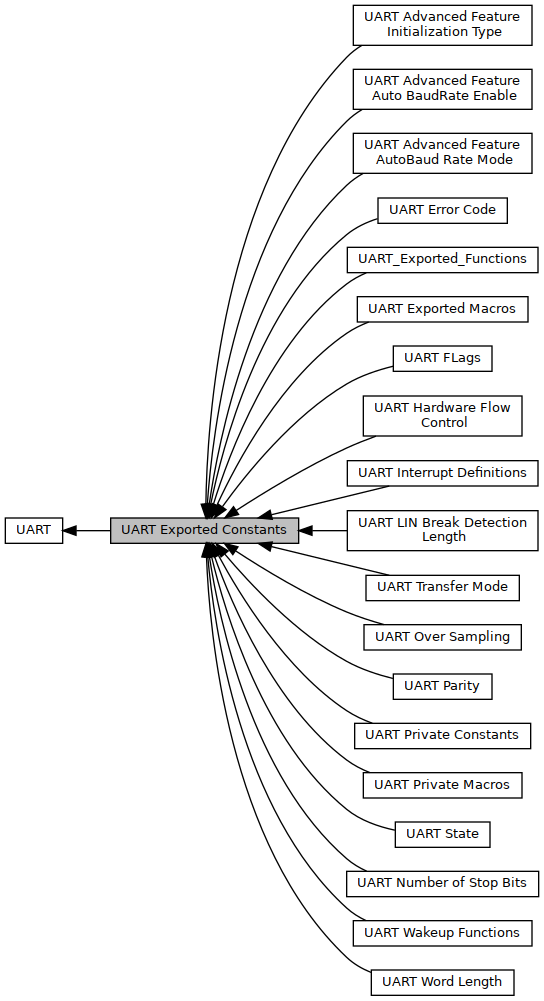 UART Advanced Feature
Initialization Type
UART Advanced Feature
Auto BaudRate Enable
UART Advanced Feature
AutoBaud Rate Mode
UART Error Code
UART_Exported_Functions
UART Exported Macros
UART FLags
UART Hardware Flow
Control
UART Interrupt Definitions
UART
UART Exported Constants
UART LIN Break Detection
Length
UART Transfer Mode
UART Over Sampling
UART Parity
UART Private Constants
UART Private Macros
UART State
UART Number of Stop Bits
UART Wakeup Functions
UART Word Length